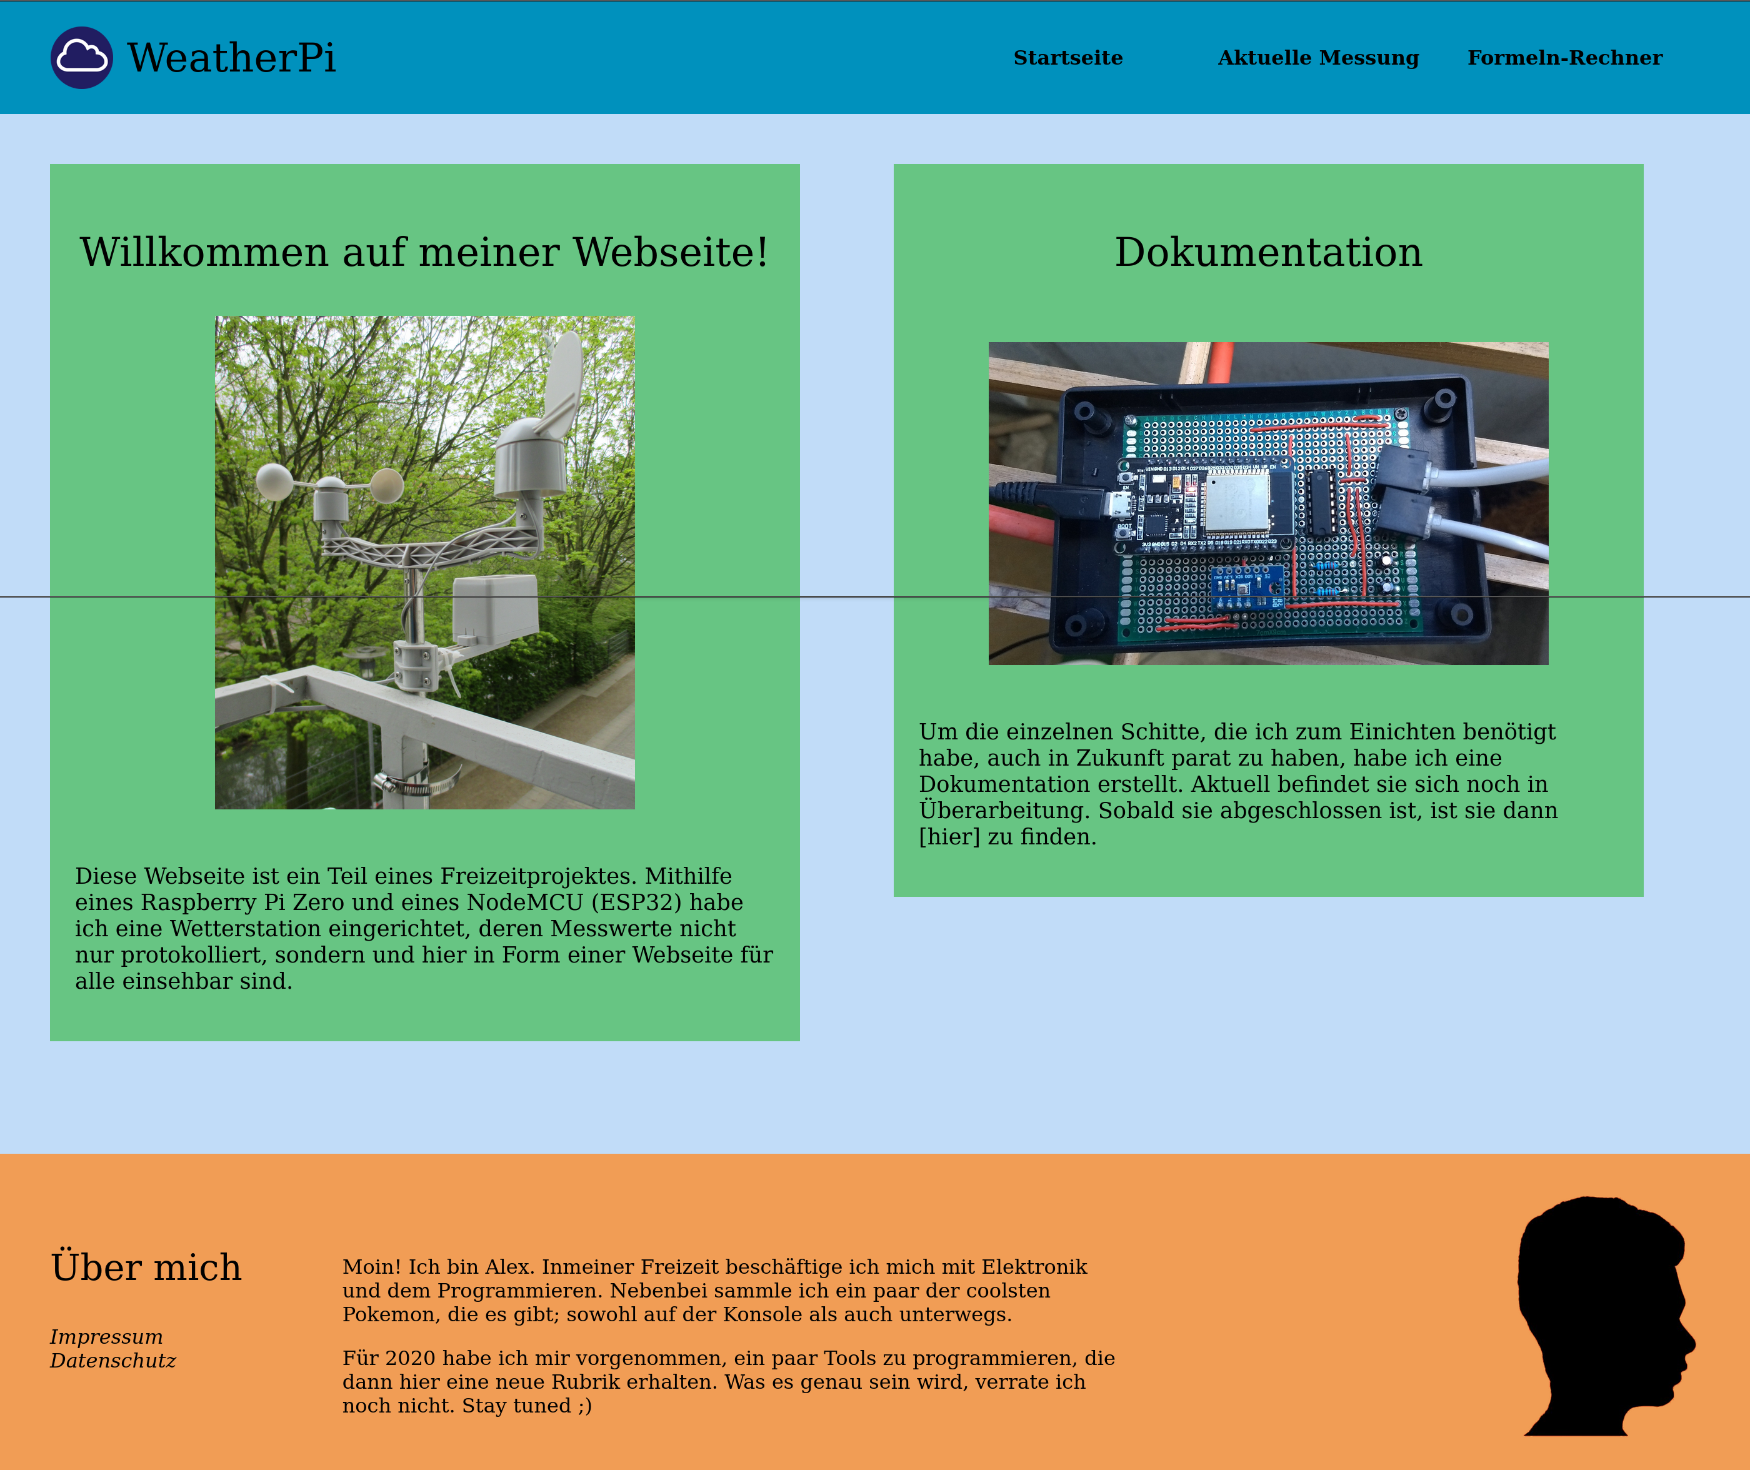 WeatherPi
Startseite
Aktuelle Messung
Formeln-Rechner
Willkommen auf meiner Webseite!
Diese Webseite ist ein Teil eines Freizeitprojektes. Mithilfe
eines Raspberry Pi Zero und eines NodeMCU (ESP32) habe
ich eine Wetterstation eingerichtet, deren Messwerte nicht
nur protokolliert, sondern und hier in Form einer Webseite für
alle einsehbar sind.
Dokumentation
Um die einzelnen Schitte, die ich zum Einichten benötigt
habe, auch in Zukunft parat zu haben, habe ich eine
Dokumentation erstellt. Aktuell befindet sie sich noch in
Überarbeitung. Sobald sie abgeschlossen ist, ist sie dann
[hier] zu finden.
Über mich
Impressum
Datenschutz
Moin! Ich bin Alex. Inmeiner Freizeit beschäftige ich mich mit Elektronik
und dem Programmieren. Nebenbei sammle ich ein paar der coolsten
Pokemon, die es gibt; sowohl auf der Konsole als auch unterwegs.
Für 2020 habe ich mir vorgenommen, ein paar Tools zu programmieren, die
dann hier eine neue Rubrik erhalten. Was es genau sein wird, verrate ich
noch nicht. Stay tuned ;)